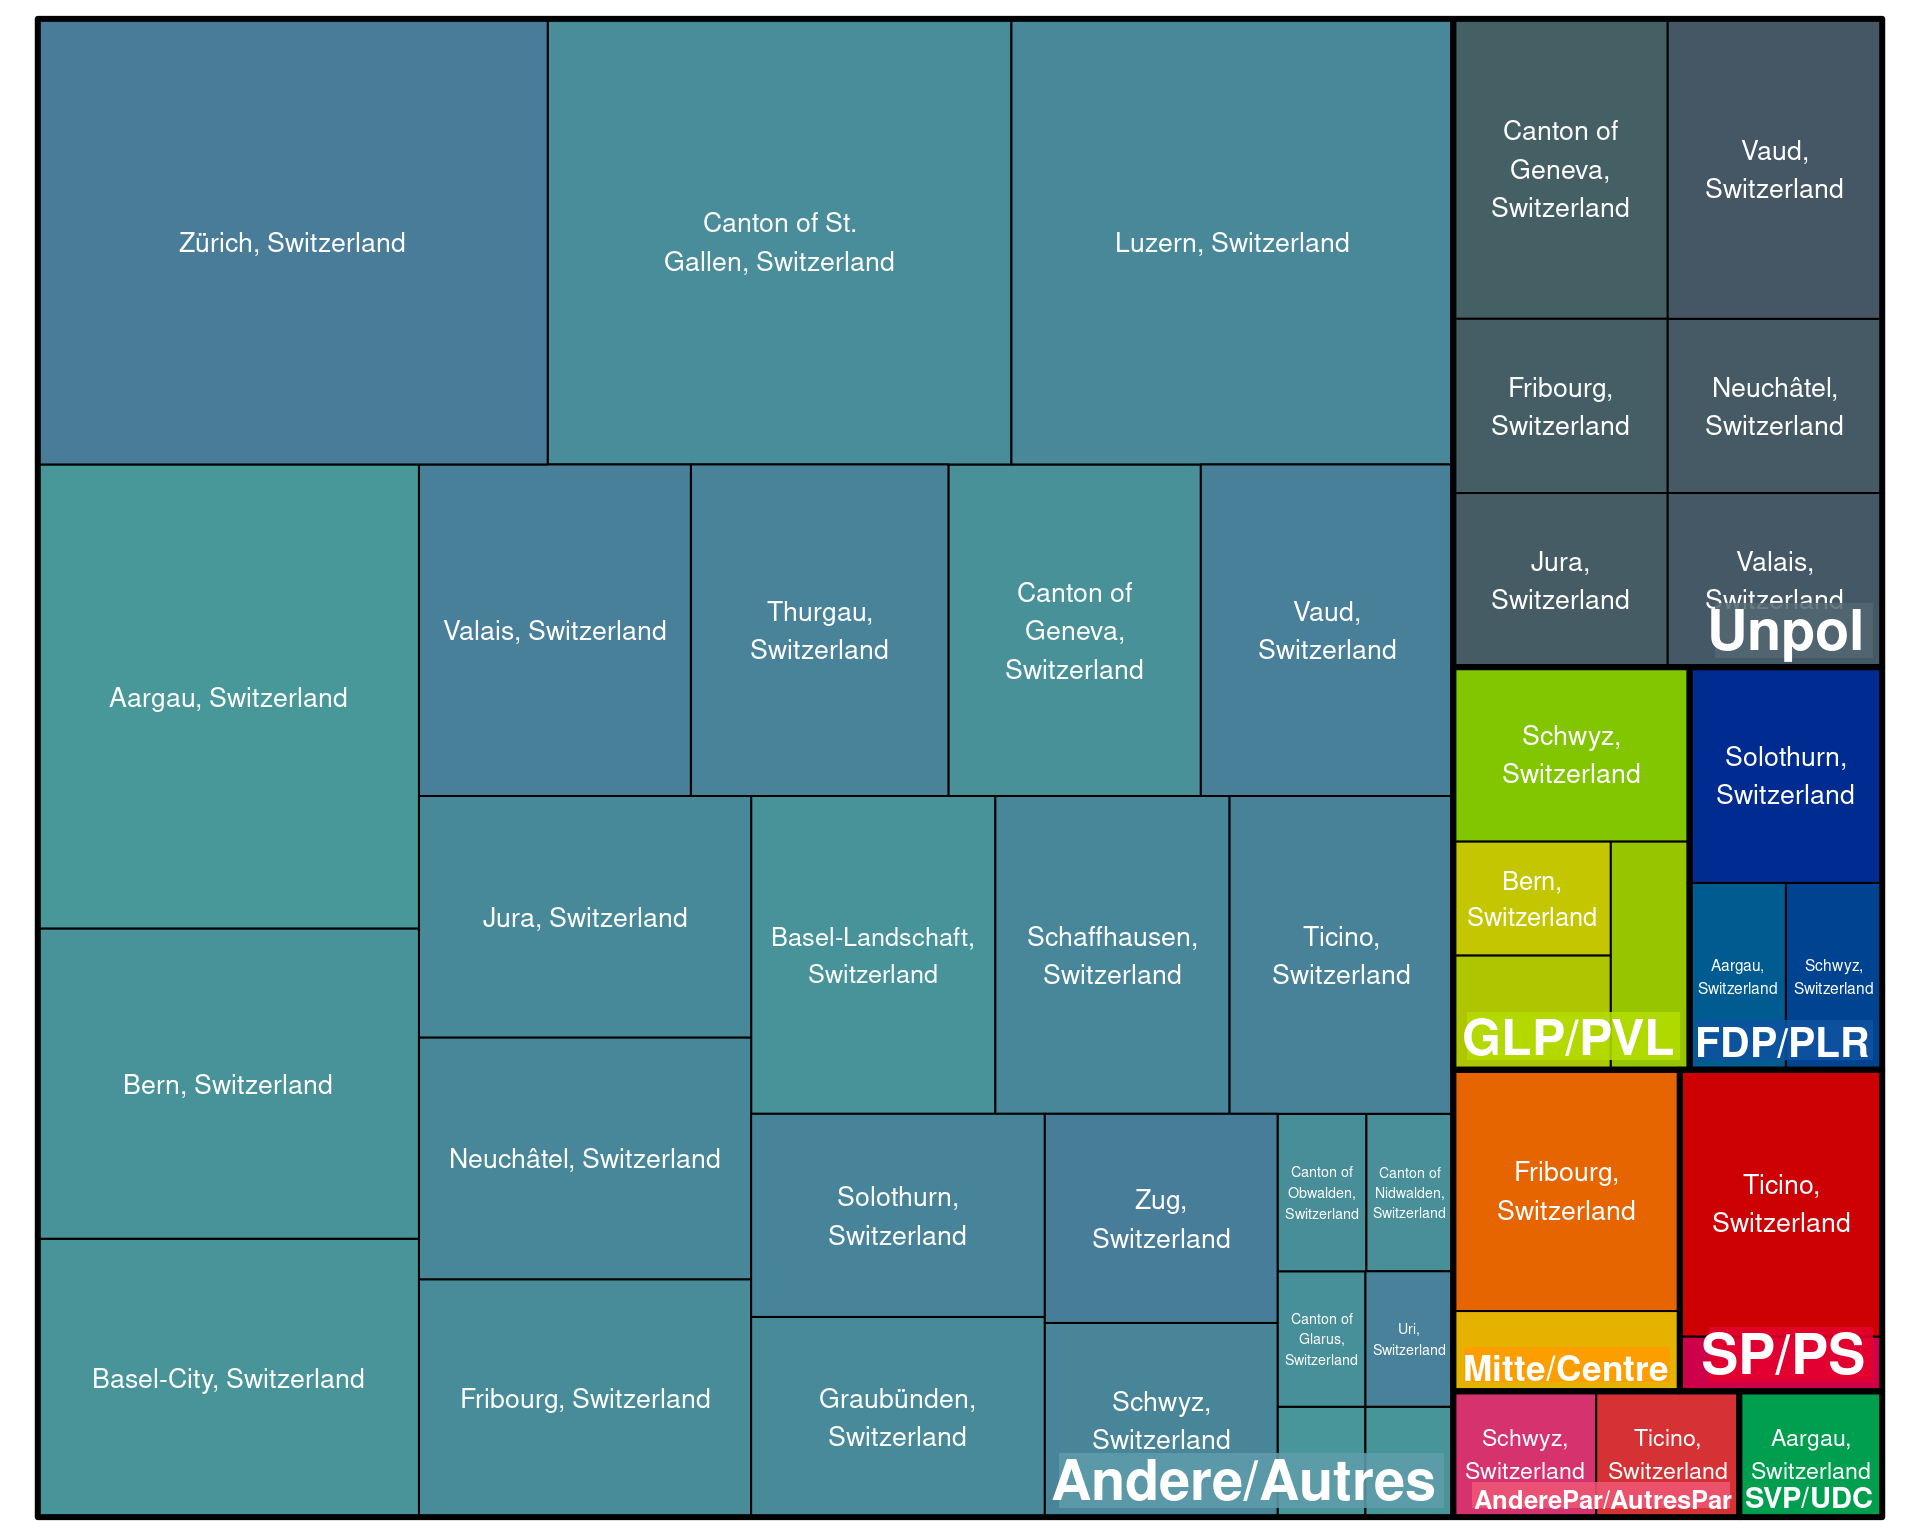 Zürich, Switzerland
Canton of St.
Gallen, Switzerland
Luzern, Switzerland
Aargau, Switzerland
Valais, Switzerland
Thurgau,
Switzerland
Canton of
Geneva,
Switzerland
Vaud,
Switzerland
Bern, Switzerland
Basel-City, Switzerland
Jura, Switzerland
Neuchâtel, Switzerland
Fribourg, Switzerland
Basel-Landschaft,
Switzerland
Schaffhausen,
Switzerland
Ticino,
Switzerland
Solothurn,
Switzerland
Graubünden,
Switzerland
Zug,
Switzerland
Schwyz,
Switzerland
Canton of
Obwalden,
Switzerland
Canton of
Nidwalden,
Switzerland
Canton of
Glarus,
Switzerland
Uri,
Switzerland
Andere/Autres
Canton of
Geneva,
Switzerland
Vaud,
Switzerland
Fribourg,
Switzerland
Neuchâtel,
Switzerland
Jura,
Switzerland
Valais,
Switzerland
Unpol
Schwyz,
Switzerland
Bern,
Switzerland
GLP/PVL
Solothurn,
Switzerland
Aargau,
Switzerland
Schwyz,
Switzerland
FDP/PLR
Fribourg,
Switzerland
Mitte/Centre
Ticino,
Switzerland
SP/PS
Schwyz,
Switzerland
Ticino,
Switzerland
AnderePar/AutresPar
Aargau,
Switzerland
SVP/UDC